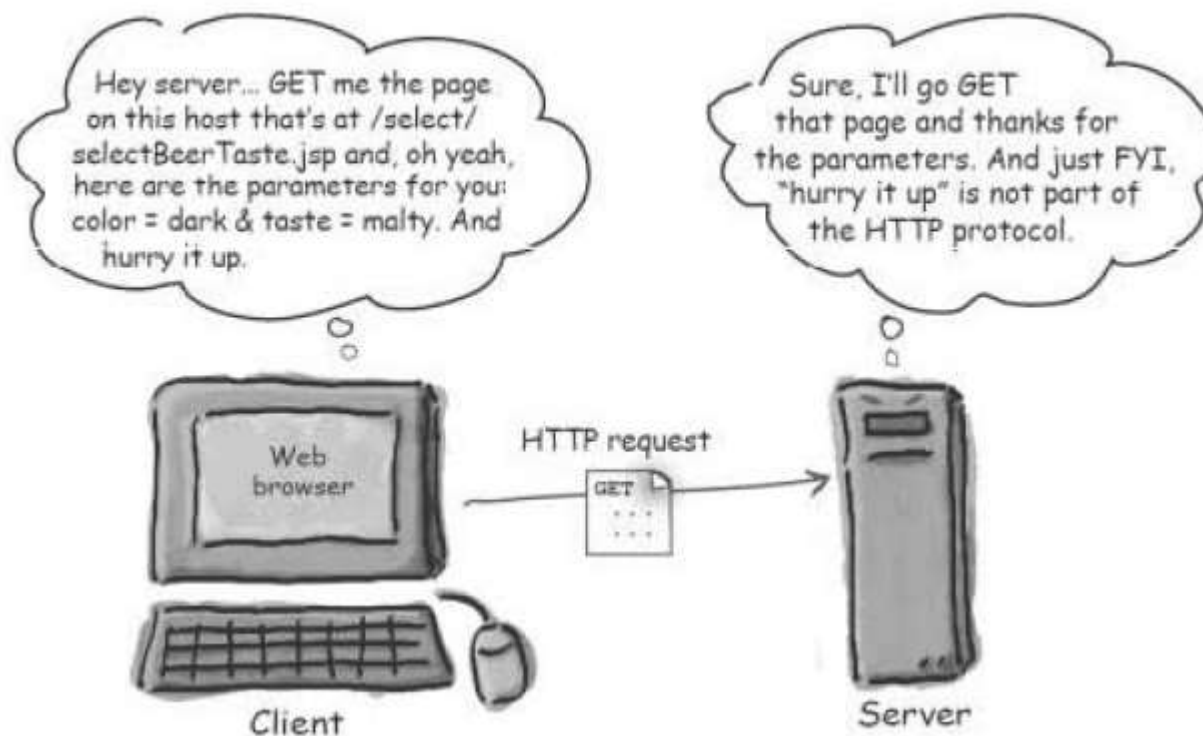 Hey server... GET me the page
on this host that's at /select/
selectBeerTaste.jsp and, oh yeah,
here are the parameters for you:
color = dark & taste = malty. And
hurry it up.
Sure, I'll go GET
that page and thanks for
the parameters. And just FYI,
"hurry it up" is not part of
the HTTP protocol.
Web
browser
HTTP request
GET
Client
Server